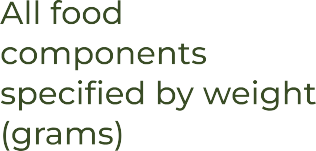 All food
components
specified by weight
(grams)